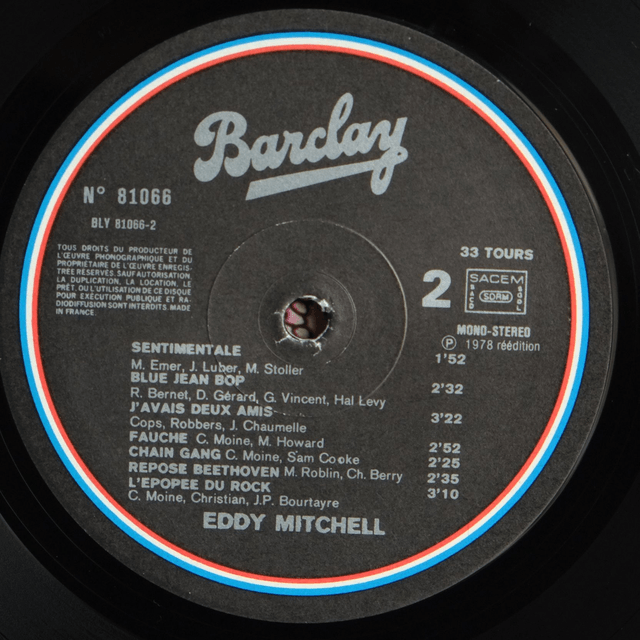 Barclay
N° 81066
BLY 81066-2
TOUS DROITS DU PRODUCTEUR DE
L'ŒUVRE PHONOGRAPHIQUE ET DU
PROPRIETAIRE DE L'ŒUVRE ENREGIS-
TRÉE RESERVES. SAUF AUTORISATION,
LA DUPLICATION, LA LOCATION, LE
PRÊT OU L'UTILISATION DE CE DISQUE
POUR EXÉCUTION PUBLIQUE ET RA-
DIODIFFUSION SONT INTERDITS. MADE
IN FRANCE.
33 TOURS
2
SACEM
SACD
SDRM
SGDL
MONO-STEREO
Ⓟ 1978 réédition
SENTIMENTALE 1'52
M. Emer, J. Luber, M. Stoller
BLUE JEAN BOP 2'32
R. Bernet, D. Gérard, G. Vincent, Hal Levy
J'AVAIS DEUX AMIS 3'22
Cops, Robbers, J. Chaumelle
FAUCHE C. Moine, M. Howard 2'52
CHAIN GANG C. Moine, Sam Cooke 2'25
REPOSE BEETHOVEN M. Roblin, Ch. Berry 2'35
L'EPOPEE DU ROCK 3'10
C. Moine, Christian, J.P. Bourtayre
EDDY MITCHELL